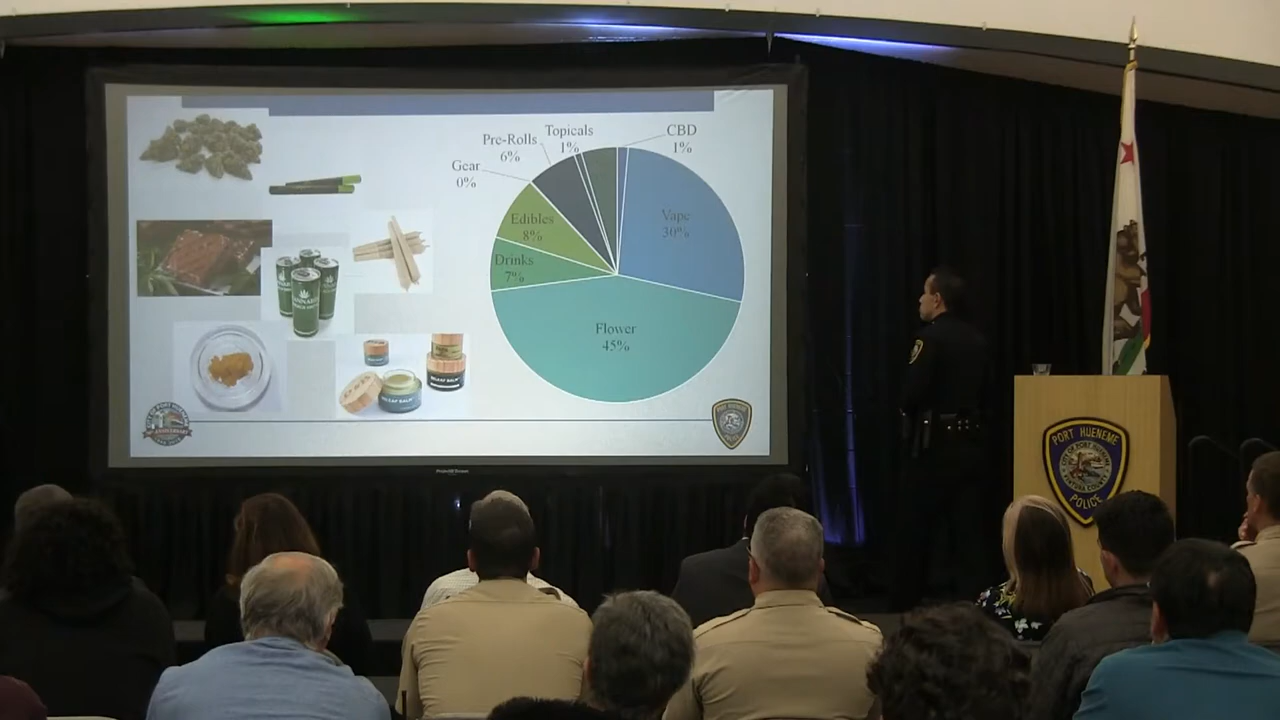 Topicals
1%
CBD
1%
Pre-Rolls
6%
Gear
0%
Vape
30%
Edibles
8%
Drinks
7%
Flower
45%
PORT HUENEME
POLICE